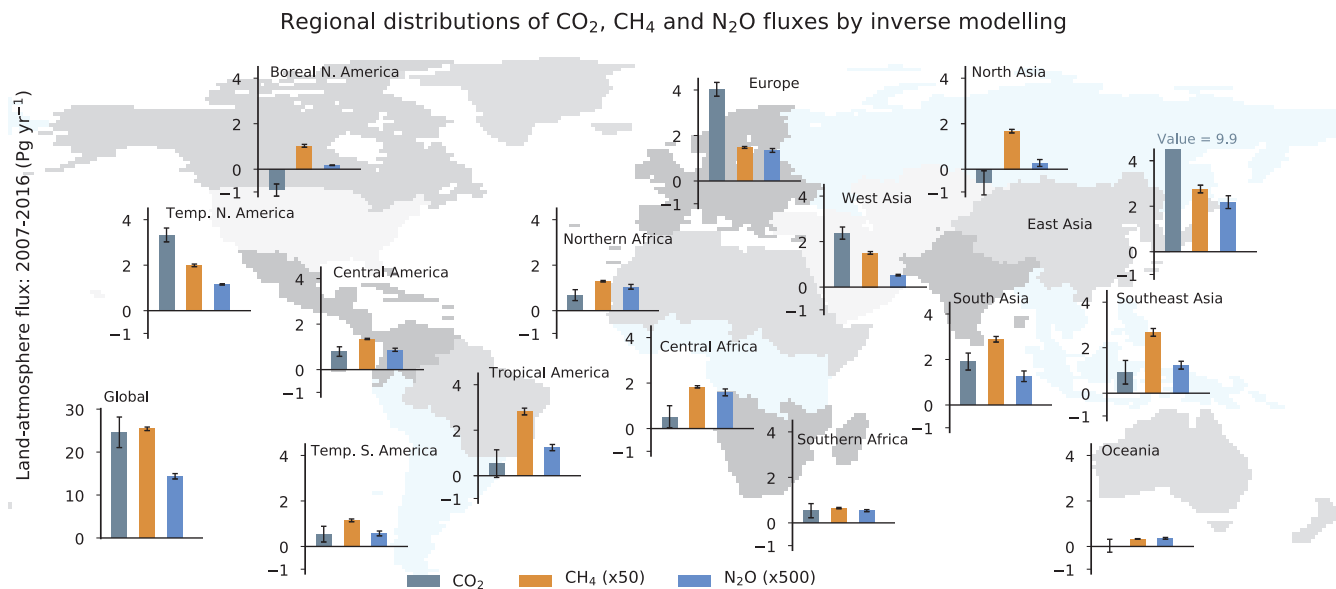 Regional distributions of CO₂, CH₄ and N₂O fluxes by inverse modelling
Land-atmosphere flux: 2007-2016 (Pg yr⁻¹)
Boreal N. America
4
2
0
−1
Europe
4
2
0
−1
North Asia
4
2
0
−1
Value = 9.9
East Asia
4
2
0
−1
Temp. N. America
4
2
0
−1
Northern Africa
4
2
0
−1
West Asia
4
2
0
−1
Central America
4
2
0
−1
Central Africa
4
2
0
−1
South Asia
4
2
0
−1
Southeast Asia
4
2
0
−1
Tropical America
4
2
0
−1
Global
30
20
10
0
Temp. S. America
4
2
0
−1
Southern Africa
4
2
0
−1
Oceania
4
2
0
−1
CO₂
CH₄ (x50)
N₂O (x500)